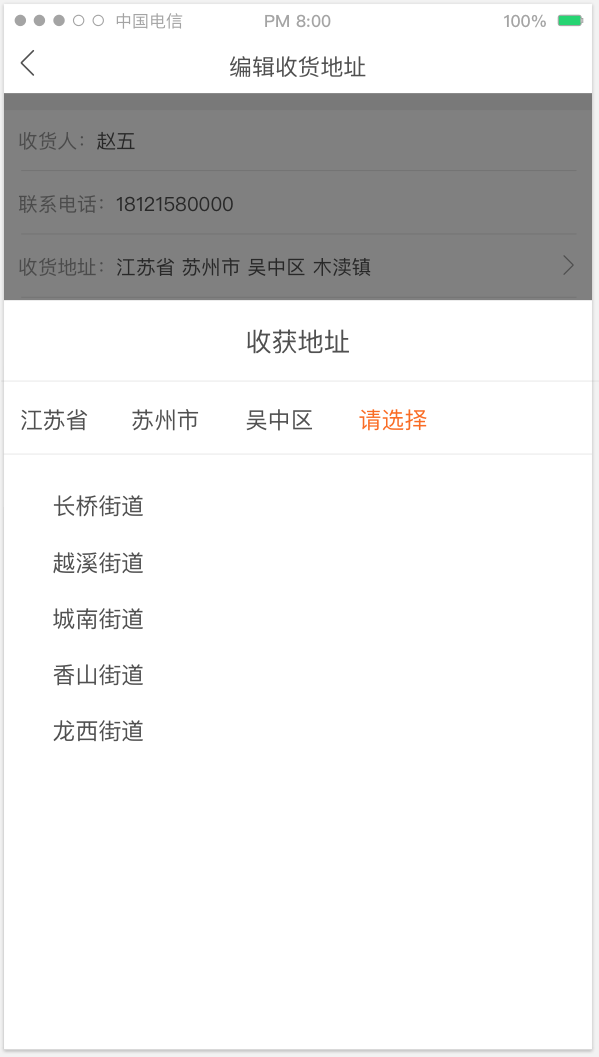 中国电信 PM 8:00 100%
编辑收货地址
收货人：赵五
联系电话：18121580000
收货地址：江苏省 苏州市 吴中区 木渎镇
收获地址
江苏省 苏州市 吴中区 请选择
长桥街道
越溪街道
城南街道
香山街道
龙西街道